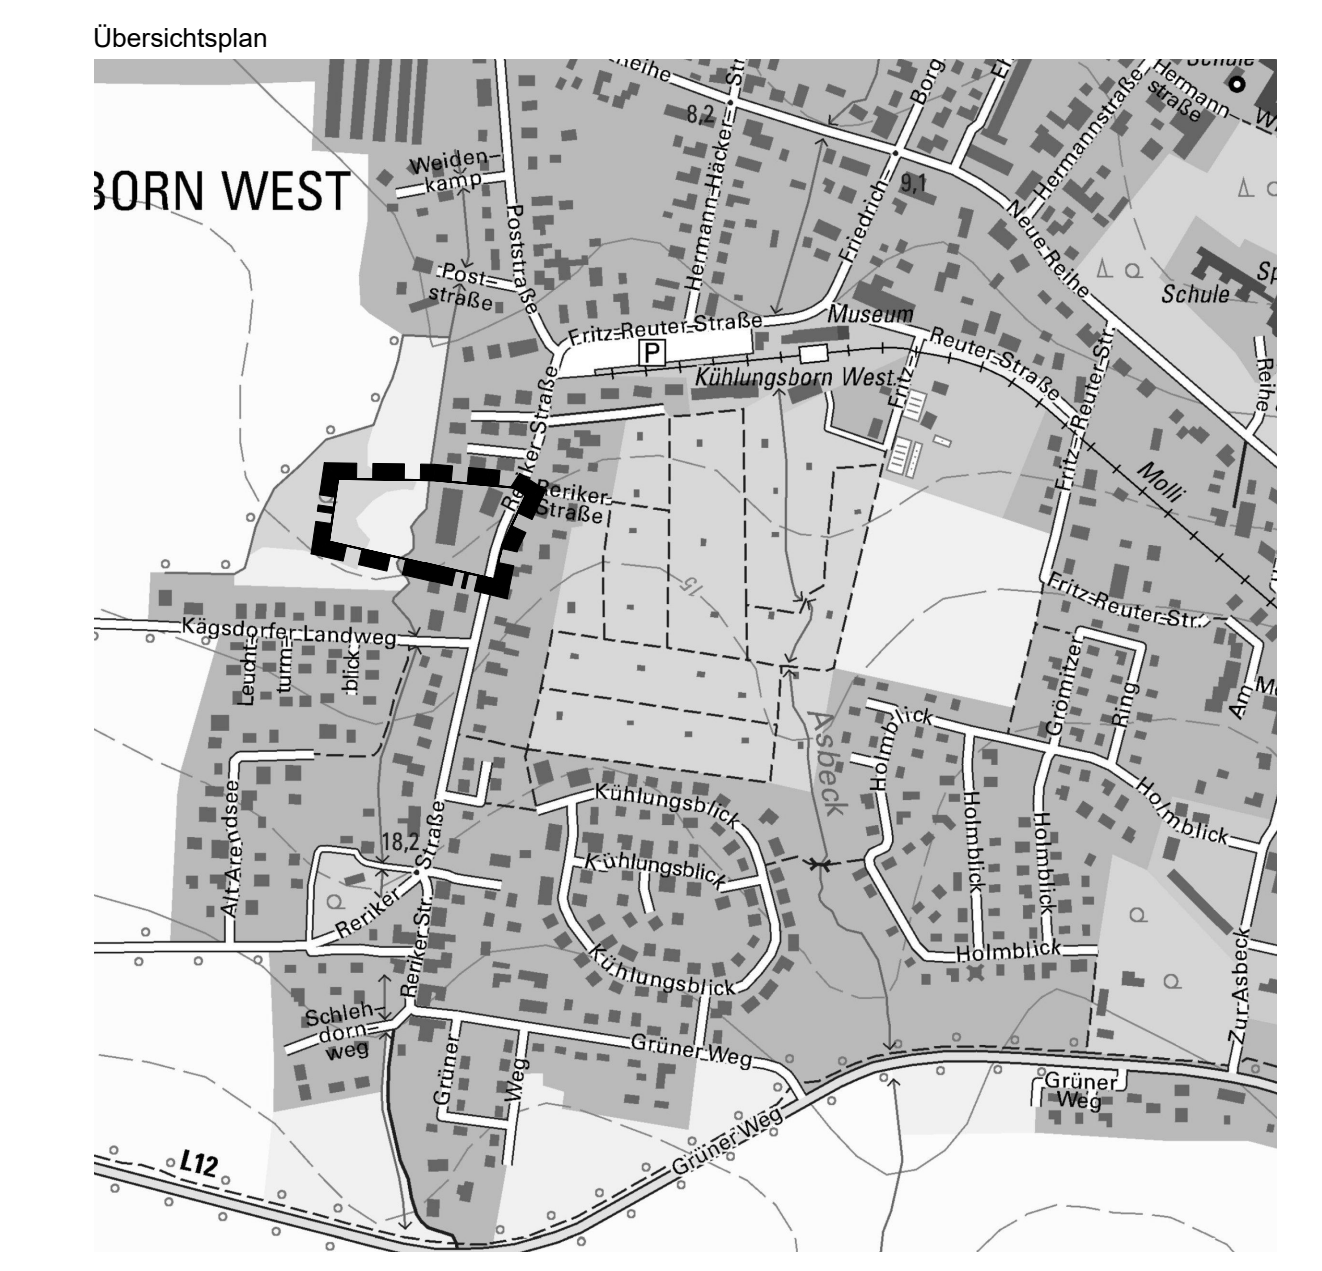 Übersichtsplan
Reihe
8,2
Hermann-Häcker-Str
Borg
Hermannstraße
Hermann
straße
Schule
BORN WEST
Weiden-
kamp
Poststraße
Post-
straße
Friedrich-
9,1
Neue Reihe
Schule
Sp
Fritz-Reuter-Straße
P
Museum
Reuter-Straße
Kühlungsborn West
Fritz-
Fritz-Reuter-Str.
Reihe
Molli
Reriker Straße
Reriker-
Straße
15
Fritz-Reuter-Str.
Kägsdorfer Landweg
Leucht-
turm-
blick
Grömitzer
Ring
Am
Asbeck
Holmblick
Holmblick
Holmblick
Holmblick
Holmblick
Holmblick
Kühlungsblick
Kühlungsblick
Kühlungsblick
18,2
Alt Arendsee
Reriker
Straße
Reriker Str.
Schleh-
dorn-
weg
Grüner
Weg
Grüner Weg
Grüner
Weg
Zur Asbeck
Grüner Weg
L12